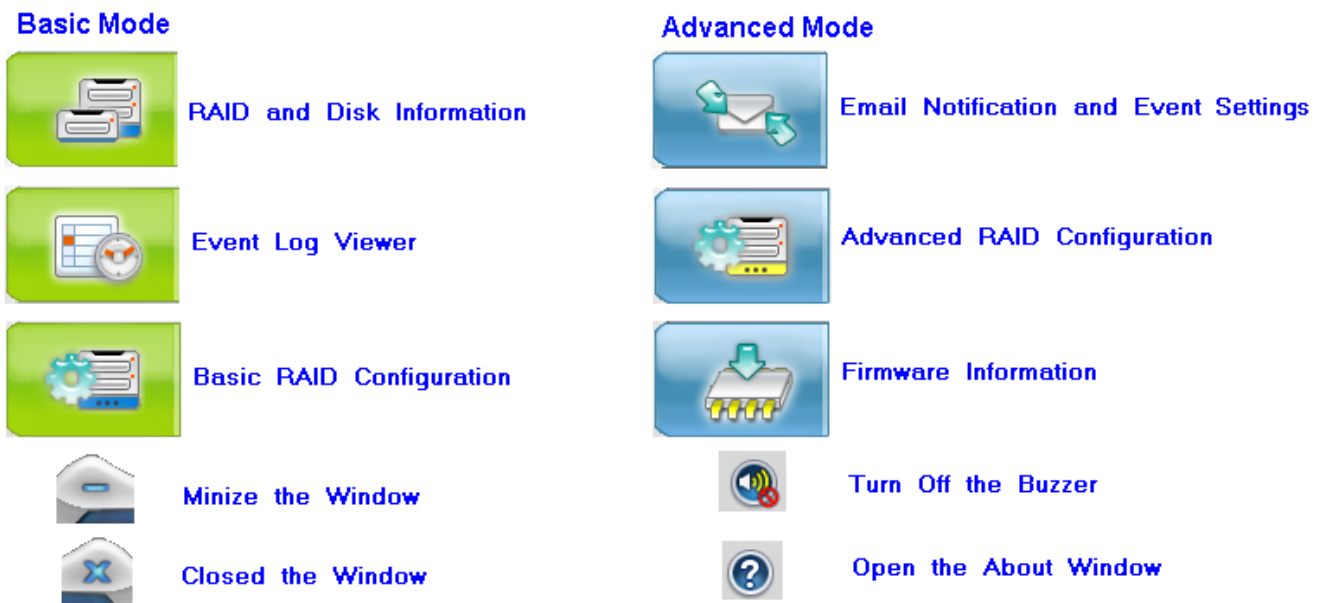 Basic Mode
RAID and Disk Information
Event Log Viewer
Basic RAID Configuration
Minize the Window
Closed the Window
Advanced Mode
Email Notification and Event Settings
Advanced RAID Configuration
Firmware Information
Turn Off the Buzzer
Open the About Window